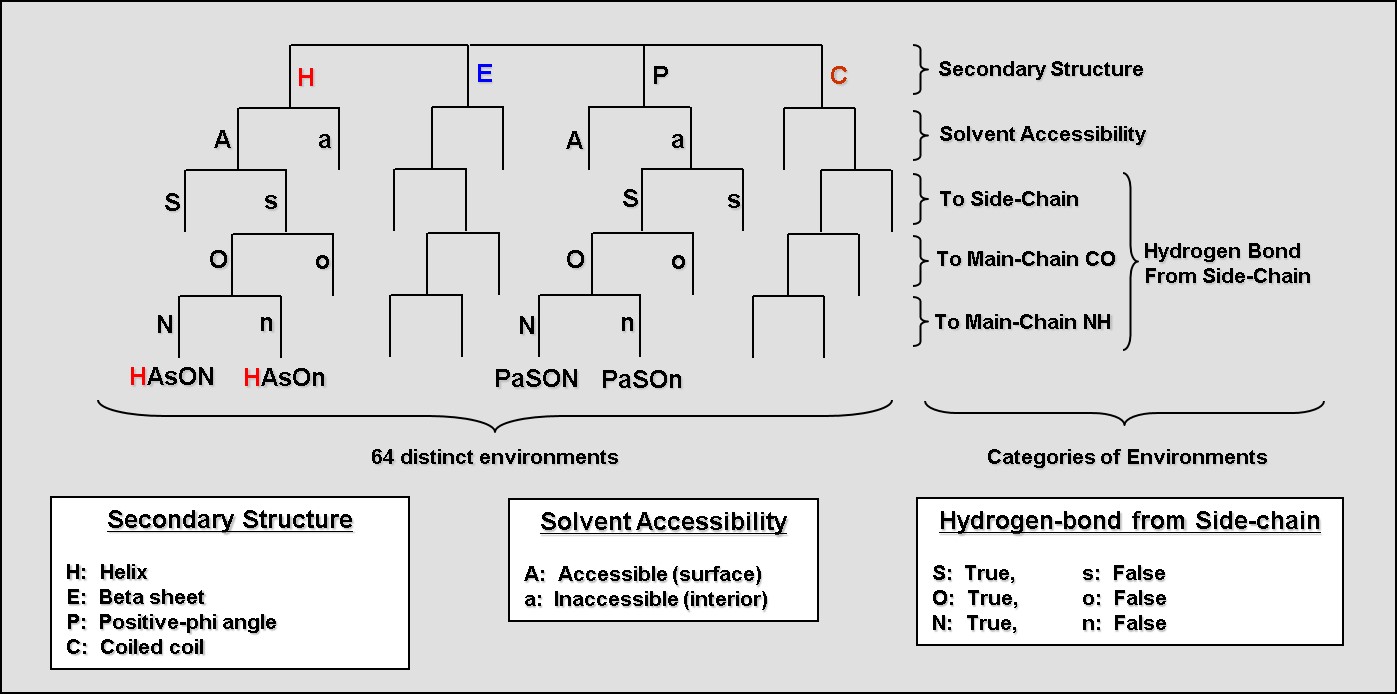 H E P C Secondary Structure
A a A a Solvent Accessibility
S s S s To Side-Chain
O o O o To Main-Chain CO
Hydrogen Bond
From Side-Chain
N n N n To Main-Chain NH
HAsON HAsOn PaSON PaSOn
64 distinct environments
Categories of Environments
Secondary Structure
H: Helix
E: Beta sheet
P: Positive-phi angle
C: Coiled coil
Solvent Accessibility
A: Accessible (surface)
a: Inaccessible (interior)
Hydrogen-bond from Side-chain
S: True, s: False
O: True, o: False
N: True, n: False